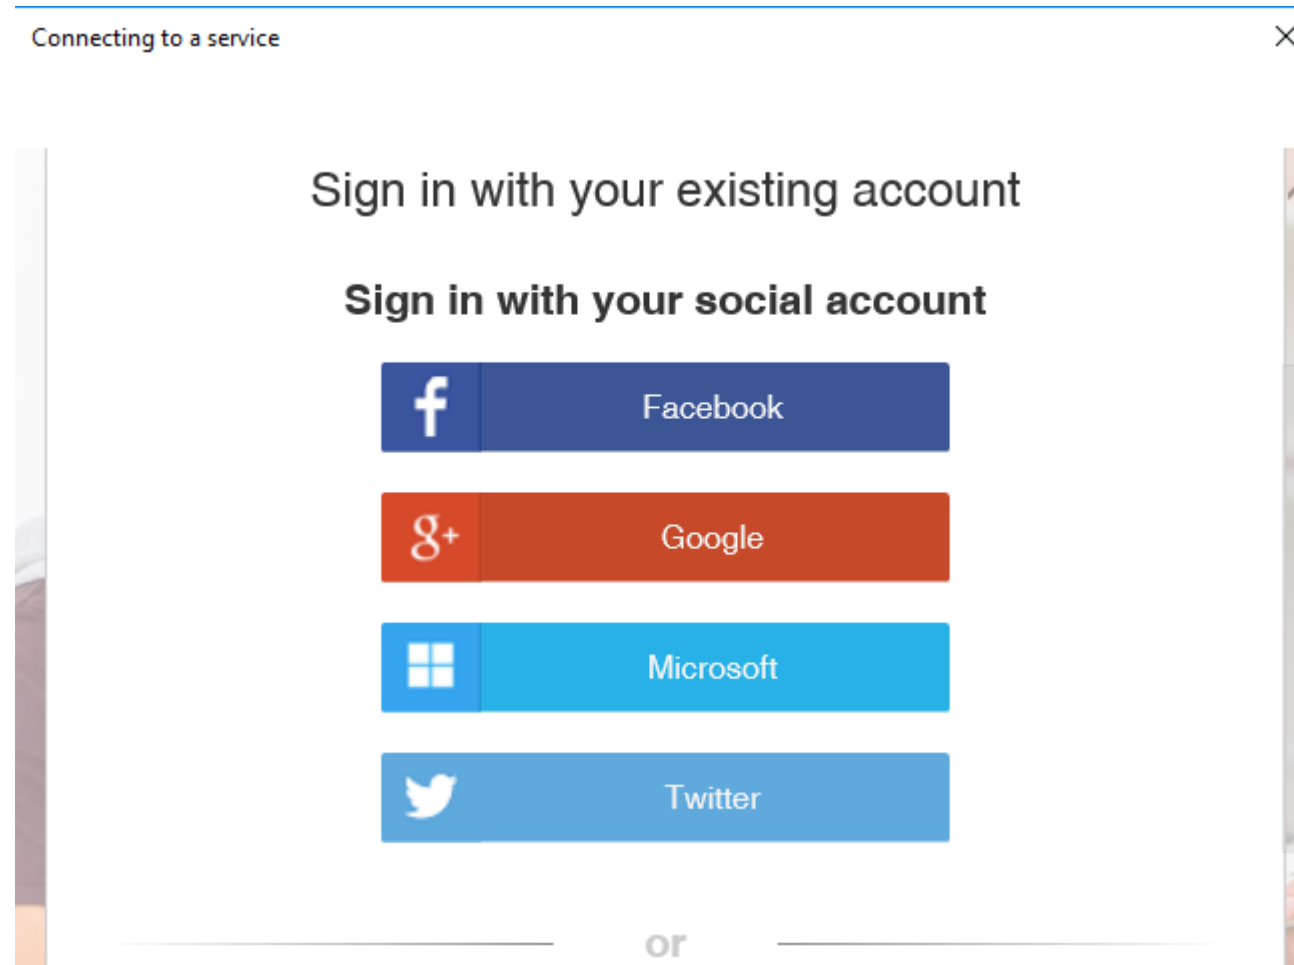 Connecting to a service
Sign in with your existing account
Sign in with your social account
Facebook
g+ Google
Microsoft
Twitter
or